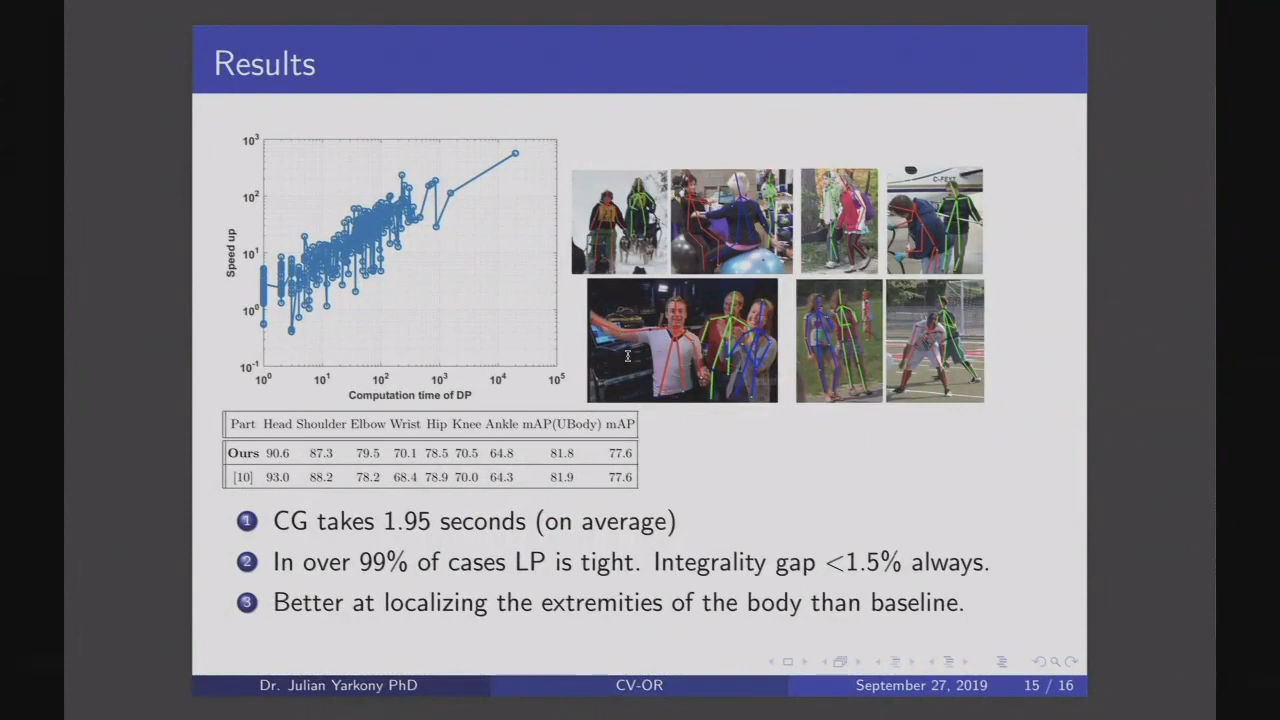 Results
10^3
10^2
10^1
10^0
10^-1
Speed up
10^0 10^1 10^2 10^3 10^4 10^5
Computation time of DP
Part Head Shoulder Elbow Wrist Hip Knee Ankle mAP(UBody) mAP
Ours 90.6 87.3 79.5 70.1 78.5 70.5 64.8 81.8 77.6
[10] 93.0 88.2 78.2 68.4 78.9 70.0 64.3 81.9 77.6
1 CG takes 1.95 seconds (on average)
2 In over 99% of cases LP is tight. Integrality gap <1.5% always.
3 Better at localizing the extremities of the body than baseline.
Dr. Julian Yarkony PhD CV-OR September 27, 2019 15 / 16